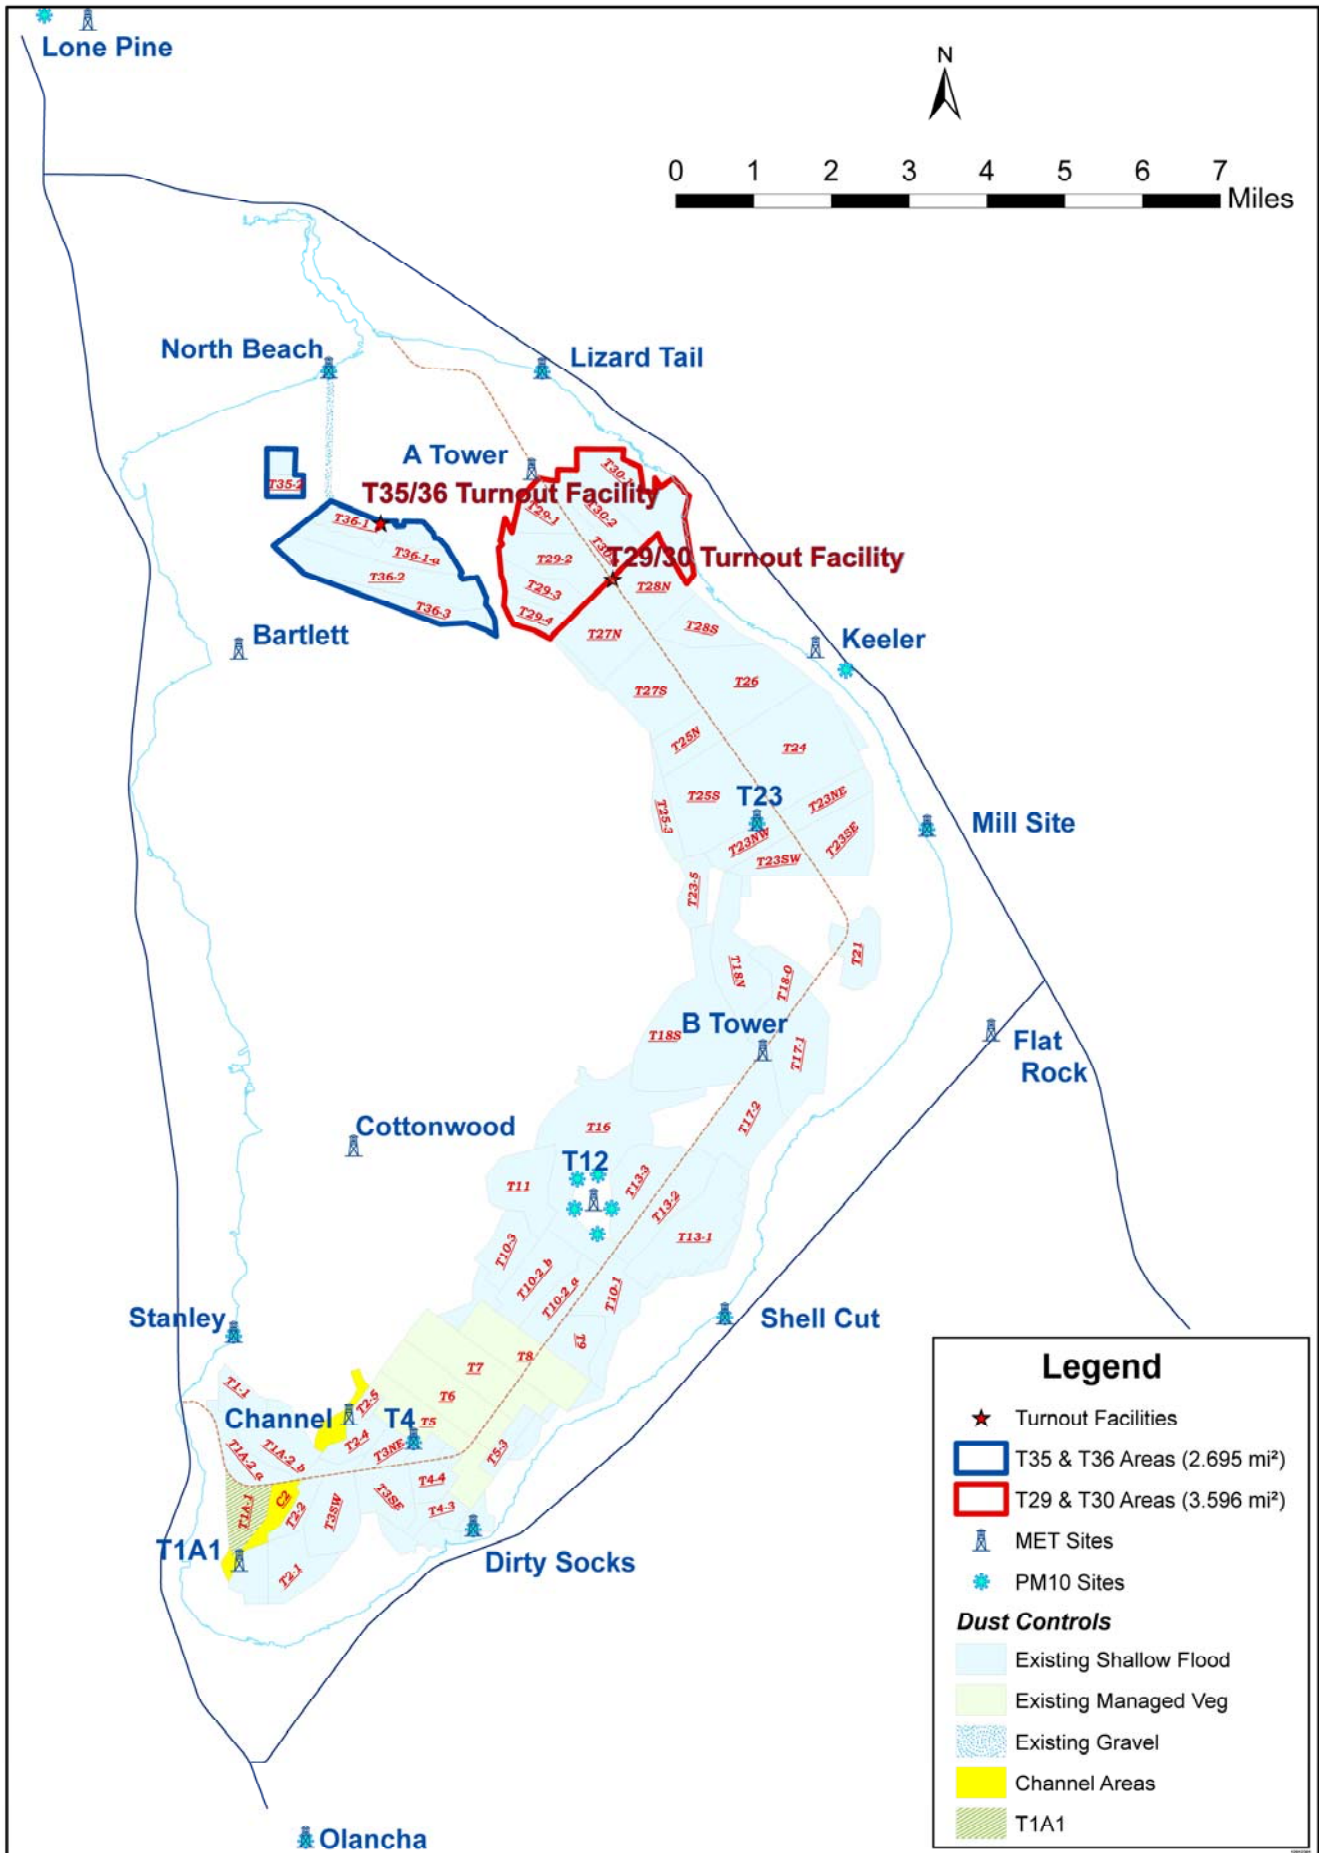 Lone Pine
N
0 1 2 3 4 5 6 7
Miles
North Beach
Lizard Tail
A Tower
T30-1
T35-2
T35/36 Turnout Facility
T36-1
T29-1
T30-2
T36-1-a
T29-2
T29/30 Turnout Facility
T36-2
T28N
T29-3
T36-3
T29-4
T27N
T28S
Bartlett
Keeler
T27S
T26
T25N
T24
T25S
T23
T23NE
T25-3
T23NW
T23SE
Mill Site
T23SW
T23-5
T21
T18N
T18-0
T18S
B Tower
T17-1
Flat
Rock
T17-2
Cottonwood
T16
T12
T11
T13-3
T13-2
T13-1
T10-3
T10-2_b
T10-2_a
T10-1
Stanley
Shell Cut
T9
T8
T7
T6
T5
T1-1
T2-5
Channel
T4
T2-4
T3NE
T5-3
T1A-2_a
T1A-2_b
T4-4
T1A-1
C2
T2-2
T3SW
T3SE
T4-3
T1A1
T2-1
Dirty Socks
Olancha
Legend
Turnout Facilities
T35 & T36 Areas (2.695 mi²)
T29 & T30 Areas (3.596 mi²)
MET Sites
PM10 Sites
Dust Controls
Existing Shallow Flood
Existing Managed Veg
Existing Gravel
Channel Areas
T1A1